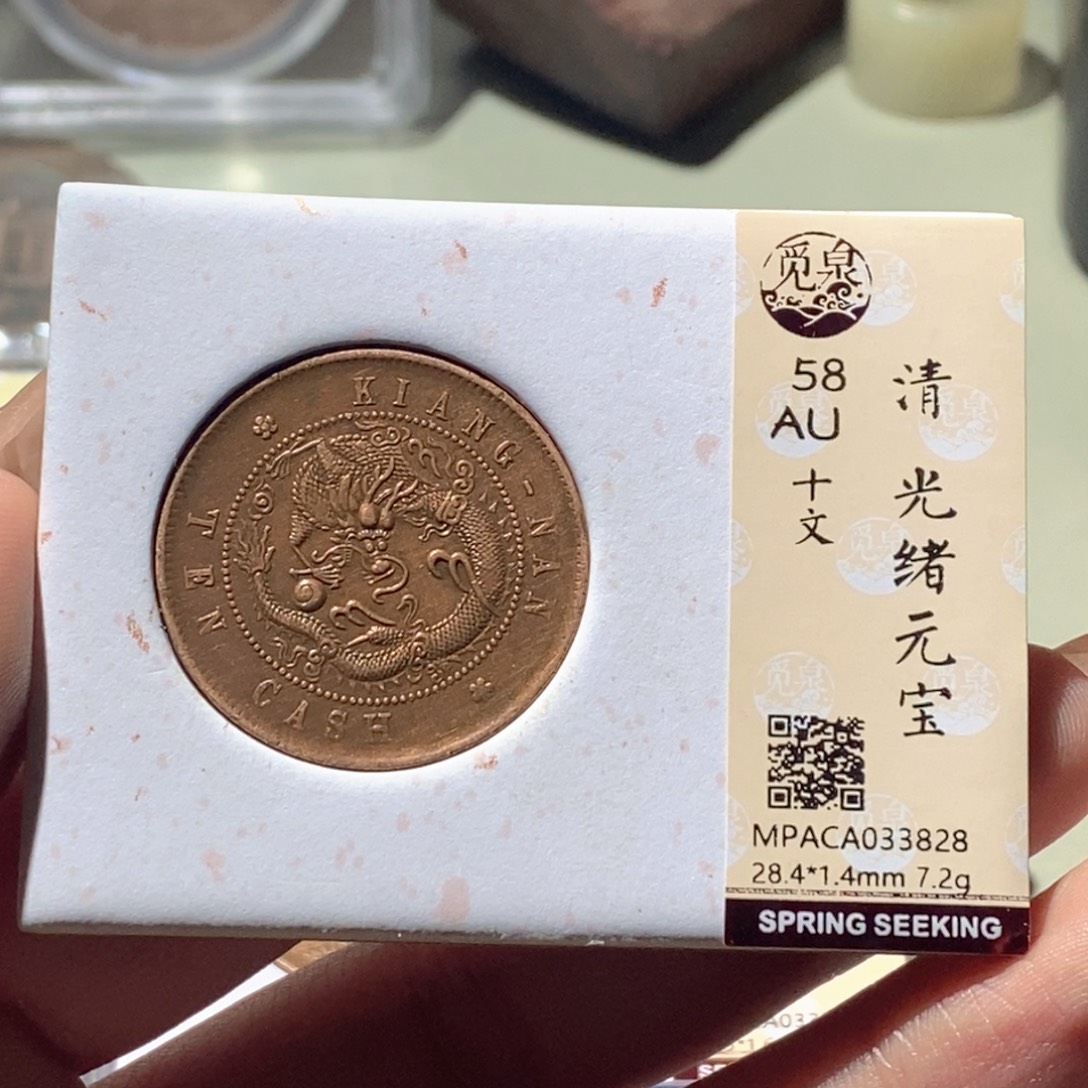 KIANG-NAN
TEN CASH
觅泉
58
AU
十文
清 光绪元宝
MPACA033828
28.4*1.4mm 7.2g
SPRING SEEKING